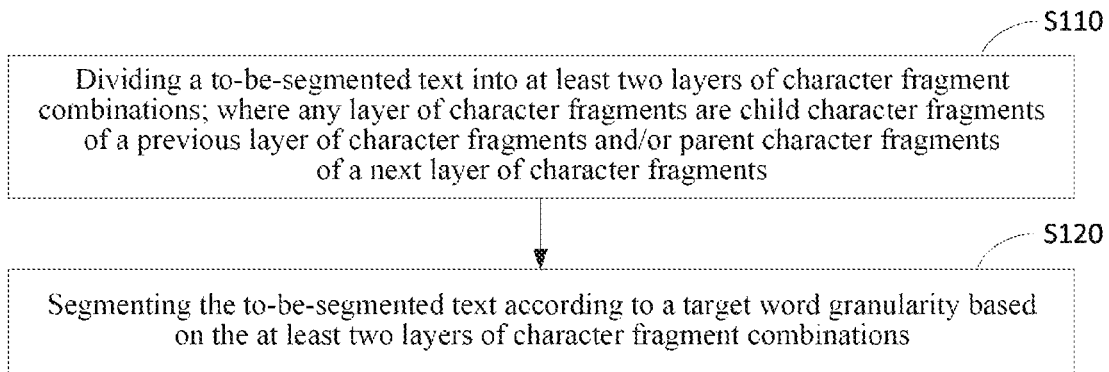 S110
Dividing a to-be-segmented text into at least two layers of character fragment
combinations; where any layer of character fragments are child character fragments
of a previous layer of character fragments and/or parent character fragments
of a next layer of character fragments
S120
Segmenting the to-be-segmented text according to a target word granularity based
on the at least two layers of character fragment combinations